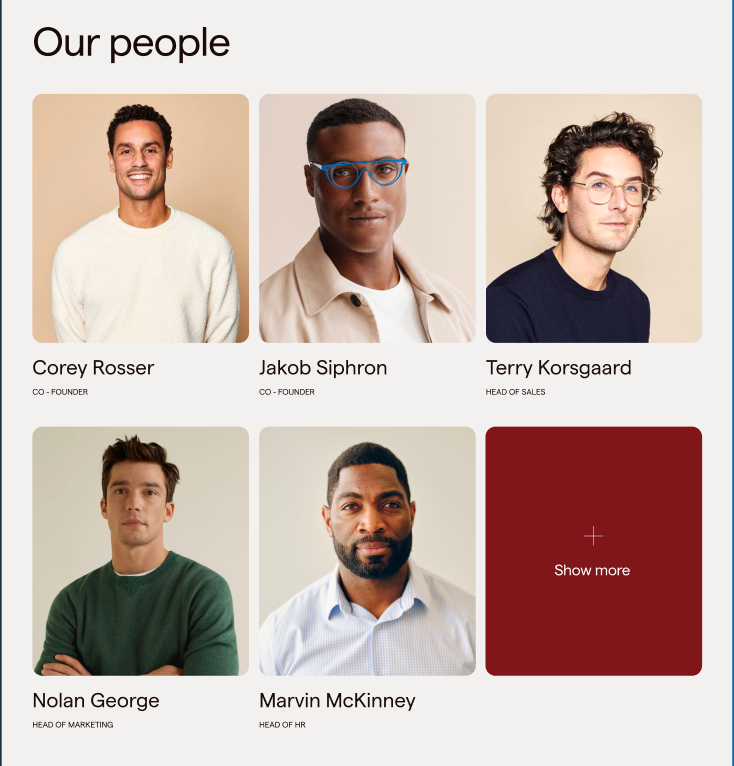 Our people
Corey Rosser
CO - FOUNDER
Jakob Siphron
CO - FOUNDER
Terry Korsgaard
HEAD OF SALES
Show more
Nolan George
HEAD OF MARKETING
Marvin McKinney
HEAD OF HR